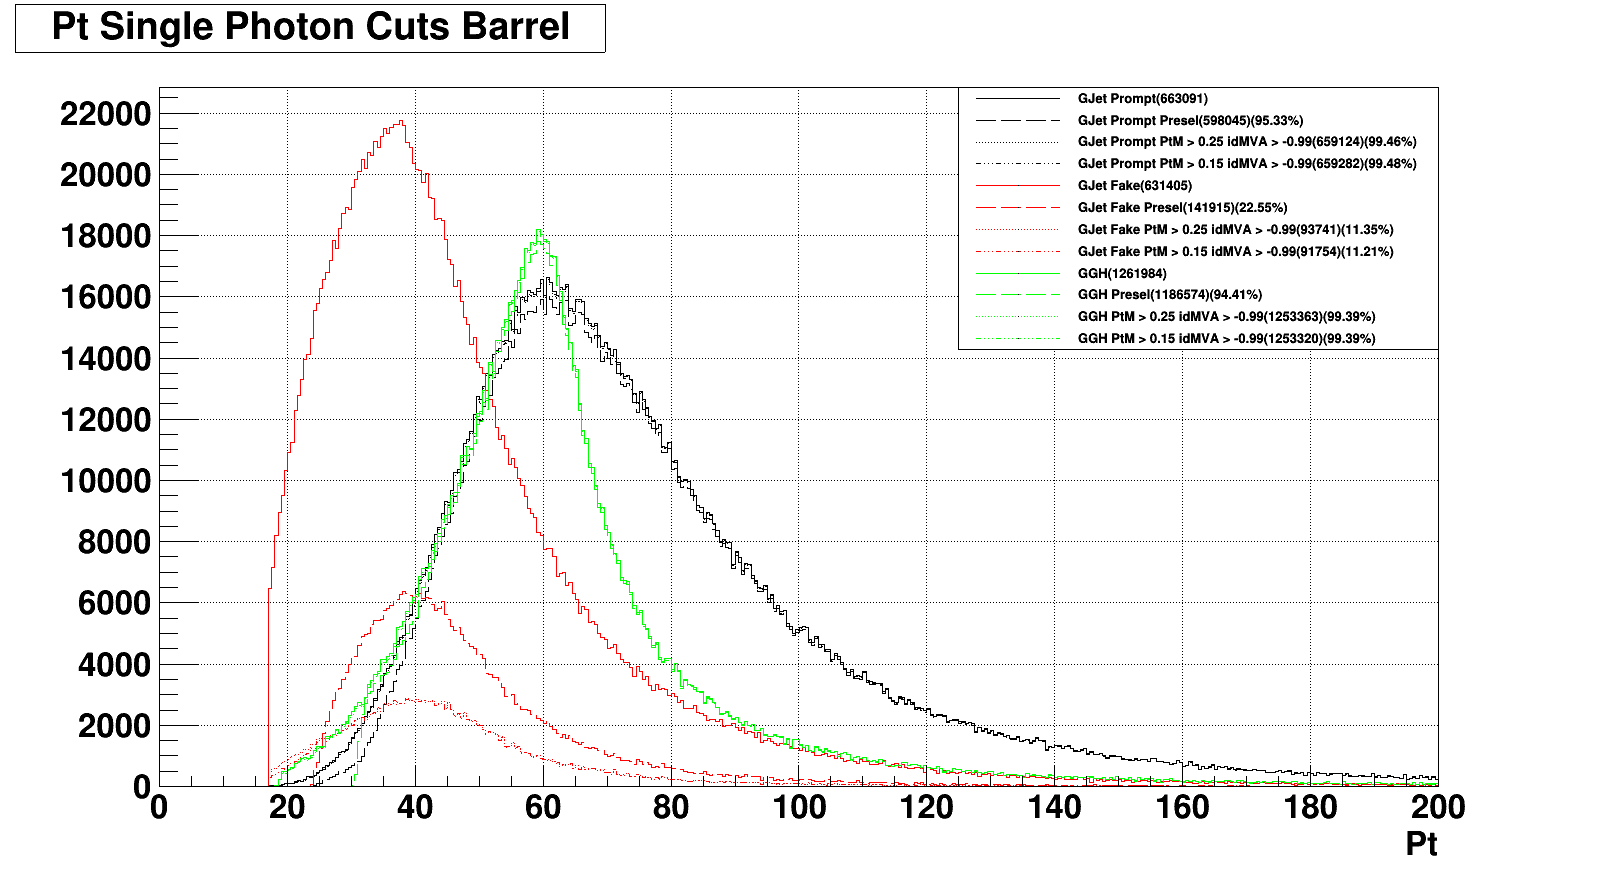 Pt Single Photon Cuts Barrel
22000
20000
18000
16000
14000
12000
10000
8000
6000
4000
2000
0
GJet Prompt(663091)
GJet Prompt Presel(598045)(95.33%)
GJet Prompt PtM > 0.25 idMVA > -0.99(659124)(99.46%)
GJet Prompt PtM > 0.15 idMVA > -0.99(659282)(99.48%)
GJet Fake(631405)
GJet Fake Presel(141915)(22.55%)
GJet Fake PtM > 0.25 idMVA > -0.99(93741)(11.35%)
GJet Fake PtM > 0.15 idMVA > -0.99(91754)(11.21%)
GGH(1261984)
GGH Presel(1186574)(94.41%)
GGH PtM > 0.25 idMVA > -0.99(1253363)(99.39%)
GGH PtM > 0.15 idMVA > -0.99(1253320)(99.39%)
0 20 40 60 80 100 120 140 160 180 200
Pt